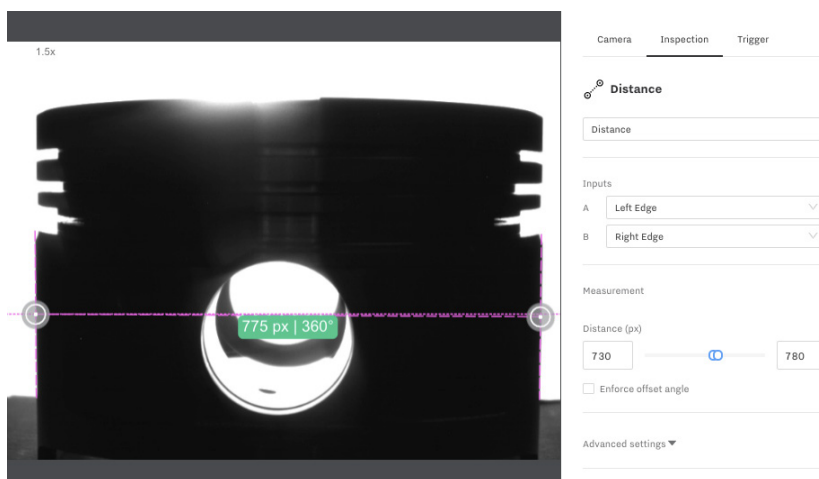 1.5x
775 px | 360°
Camera Inspection Trigger
Distance
Distance
Inputs
A Left Edge
B Right Edge
Measurement
Distance (px)
730 780
Enforce offset angle
Advanced settings